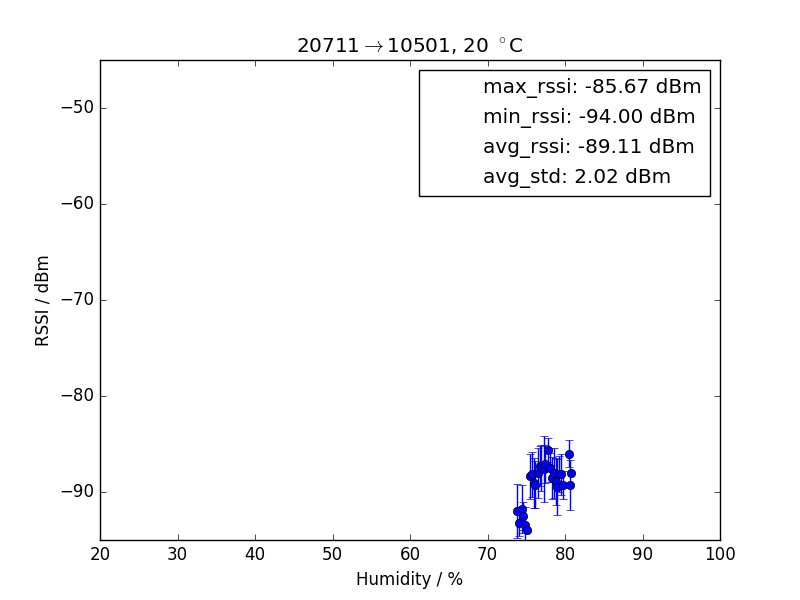 20711→10501, 20 °C
max_rssi: -85.67 dBm
min_rssi: -94.00 dBm
avg_rssi: -89.11 dBm
avg_std: 2.02 dBm
RSSI / dBm
−50
−60
−70
−80
−90
20 30 40 50 60 70 80 90 100
Humidity / %